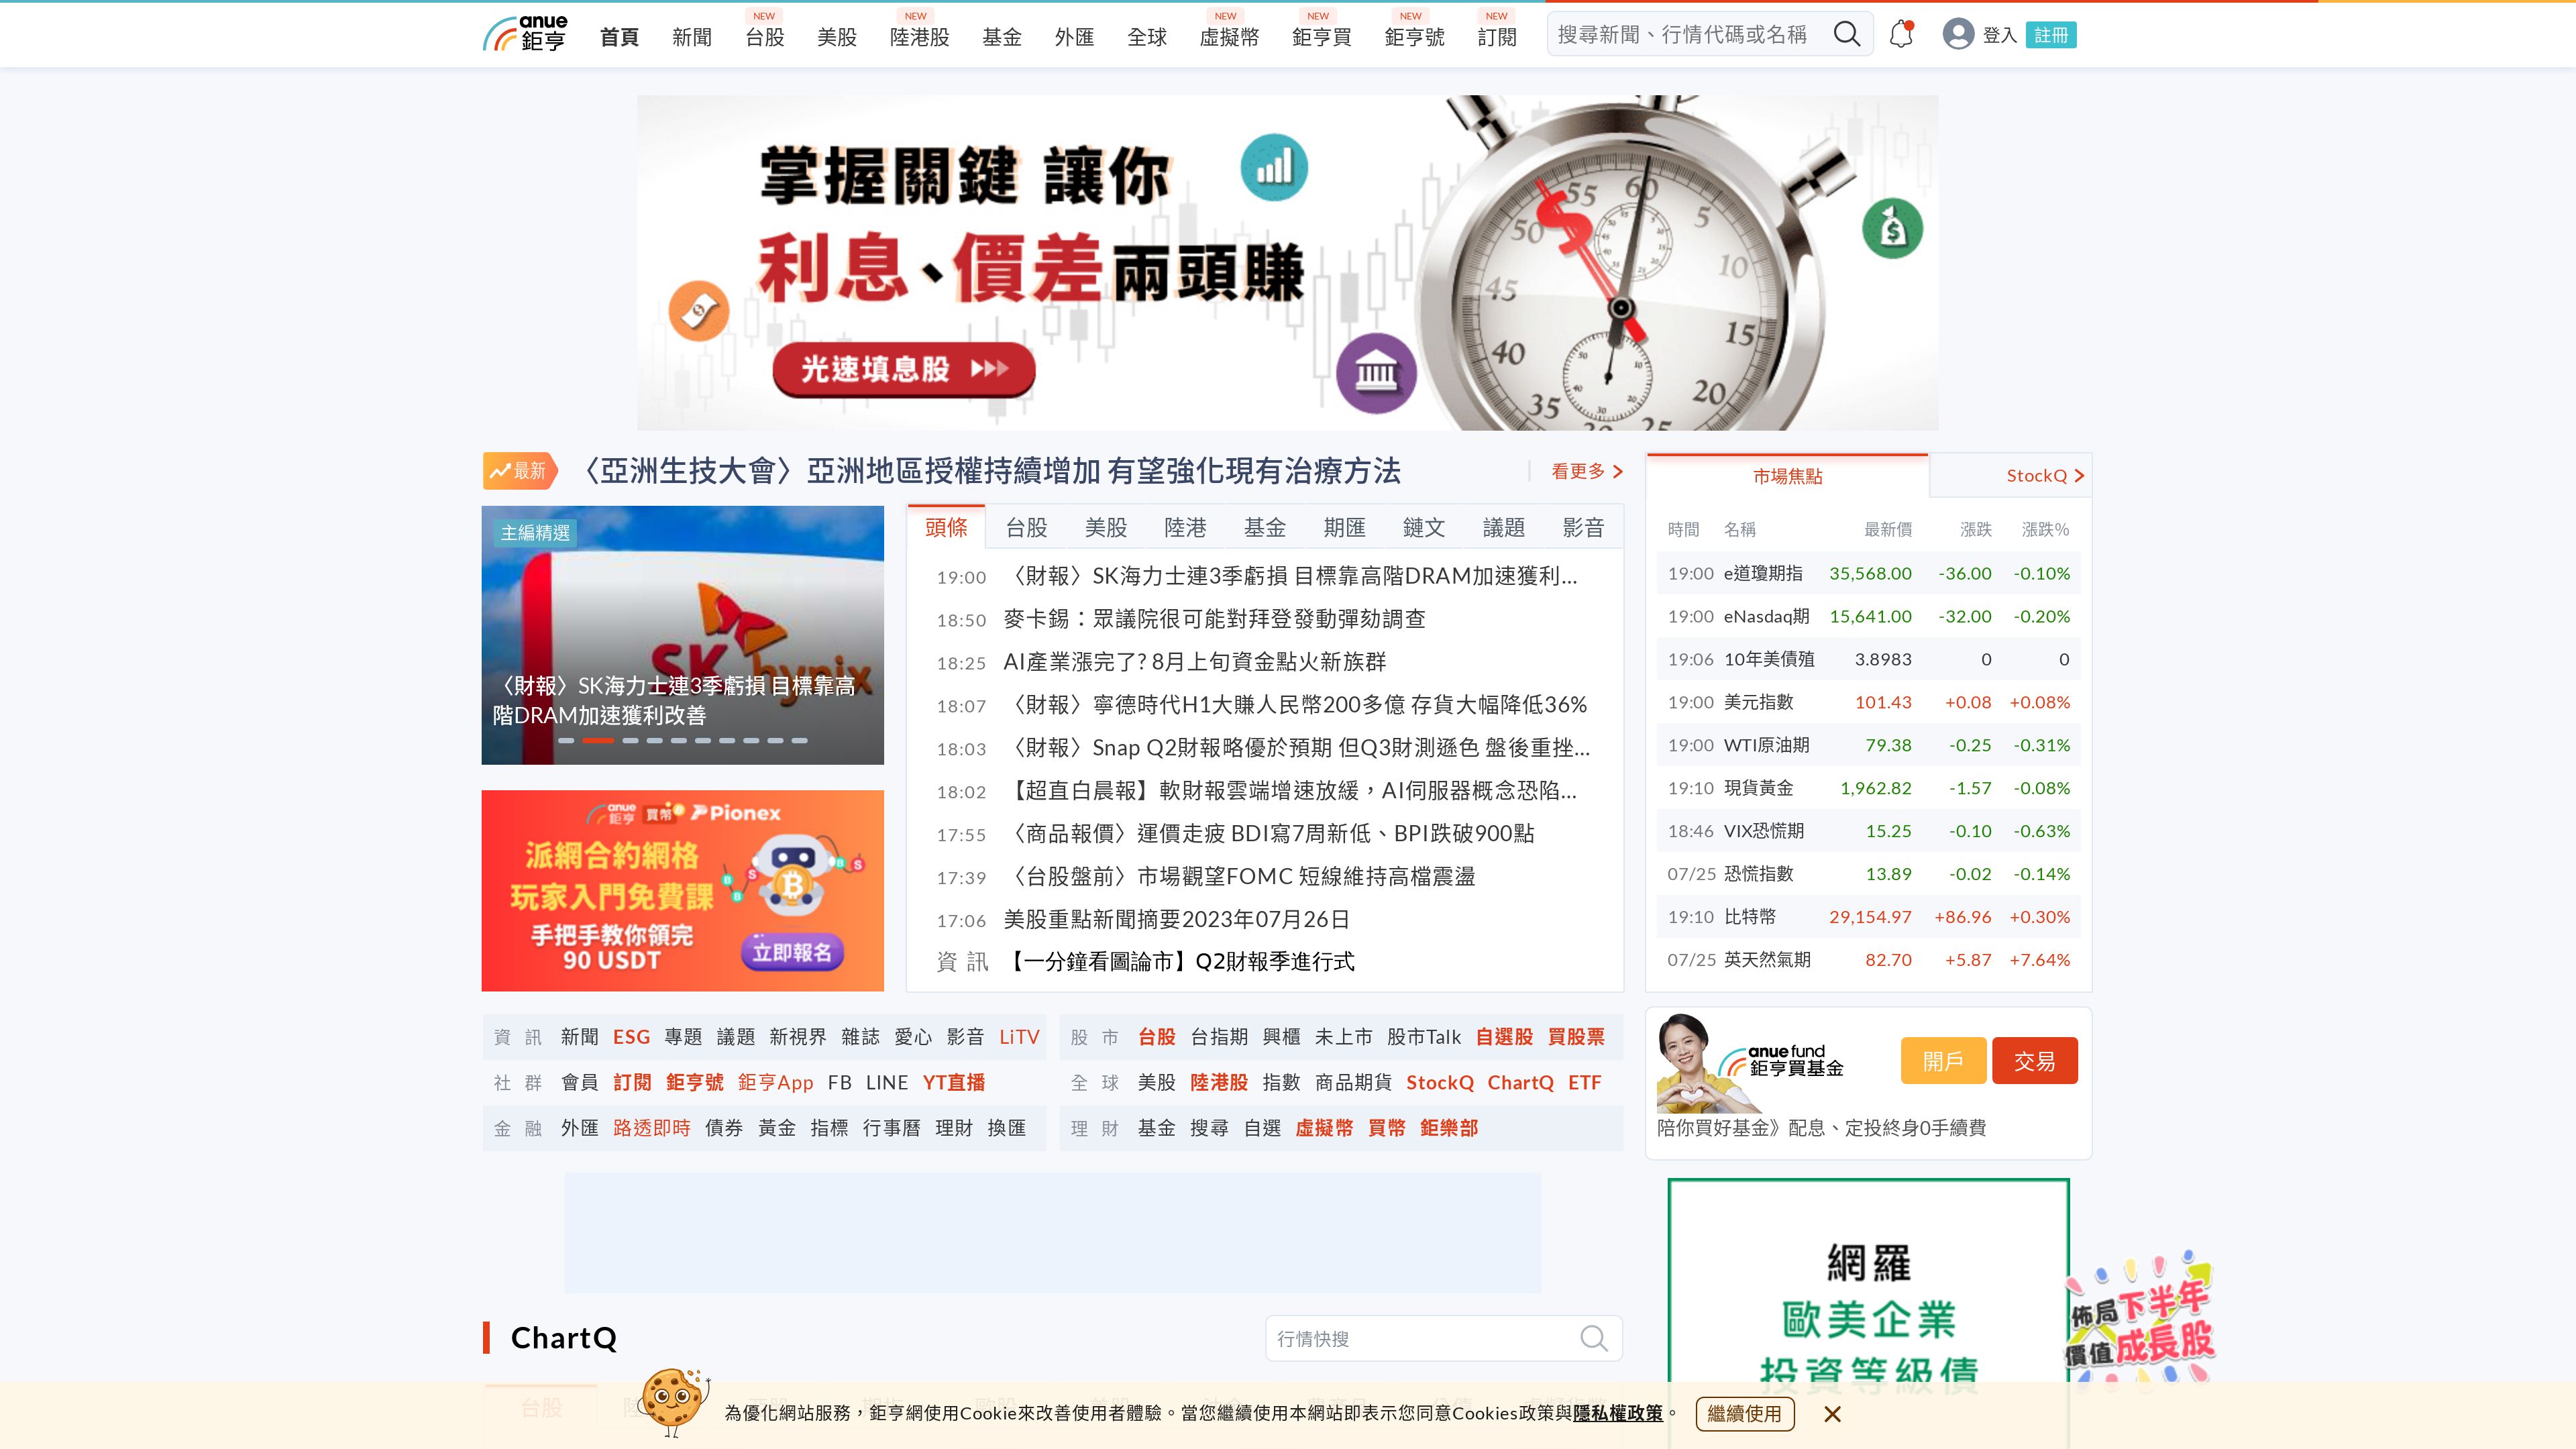 anue
鉅亨
首頁 新聞 台股 美股 陸港股 基金 外匯 全球 虛擬幣 鉅亨買 鉅亨號 訂閱
NEW NEW NEW NEW NEW NEW
搜尋新聞、行情代碼或名稱
登入 註冊
掌握關鍵 讓你
利息、價差兩頭賺
光速填息股
55 60 5 50 10 45 15 40 20 35 30 25
最新 〈亞洲生技大會〉亞洲地區授權持續增加 有望強化現有治療方法
看更多
主編精選
SK hynix
〈財報〉SK海力士連3季虧損 目標靠高
階DRAM加速獲利改善
anue 鉅亨 買幣 Pionex
派網合約網格
玩家入門免費課
手把手教你領完
90 USDT
立即報名
頭條 台股 美股 陸港 基金 期匯 鏈文 議題 影音
19:00 〈財報〉SK海力士連3季虧損 目標靠高階DRAM加速獲利...
18:50 麥卡錫：眾議院很可能對拜登發動彈劾調查
18:25 AI產業漲完了? 8月上旬資金點火新族群
18:07 〈財報〉寧德時代H1大賺人民幣200多億 存貨大幅降低36%
18:03 〈財報〉Snap Q2財報略優於預期 但Q3財測遜色 盤後重挫...
18:02 【超直白晨報】軟財報雲端增速放緩，AI伺服器概念恐陷...
17:55 〈商品報價〉運價走疲 BDI寫7周新低、BPI跌破900點
17:39 〈台股盤前〉市場觀望FOMC 短線維持高檔震盪
17:06 美股重點新聞摘要2023年07月26日
資 訊 【一分鐘看圖論市】Q2財報季進行式
市場焦點 StockQ
時間 名稱 最新價 漲跌 漲跌%
19:00 e道瓊期指 35,568.00 -36.00 -0.10%
19:00 eNasdaq期 15,641.00 -32.00 -0.20%
19:06 10年美債殖 3.8983 0 0
19:00 美元指數 101.43 +0.08 +0.08%
19:00 WTI原油期 79.38 -0.25 -0.31%
19:10 現貨黃金 1,962.82 -1.57 -0.08%
18:46 VIX恐慌期 15.25 -0.10 -0.63%
07/25 恐慌指數 13.89 -0.02 -0.14%
19:10 比特幣 29,154.97 +86.96 +0.30%
07/25 英天然氣期 82.70 +5.87 +7.64%
資 訊 新聞 ESG 專題 議題 新視界 雜誌 愛心 影音 LiTV
社 群 會員 訂閱 鉅亨號 鉅亨App FB LINE YT直播
金 融 外匯 路透即時 債券 黃金 指標 行事曆 理財 換匯
股 市 台股 台指期 興櫃 未上市 股市Talk 自選股 買股票
全 球 美股 陸港股 指數 商品期貨 StockQ ChartQ ETF
理 財 基金 搜尋 自選 虛擬幣 買幣 鉅樂部
anue fund
鉅亨買基金
開戶 交易
陪你買好基金》配息、定投終身0手續費
網羅
歐美企業
投資等級債
佈局下半年
價值成長股
ChartQ
行情快搜
台股
為優化網站服務，鉅亨網使用Cookie來改善使用者體驗。當您繼續使用本網站即表示您同意Cookies政策與隱私權政策。
繼續使用